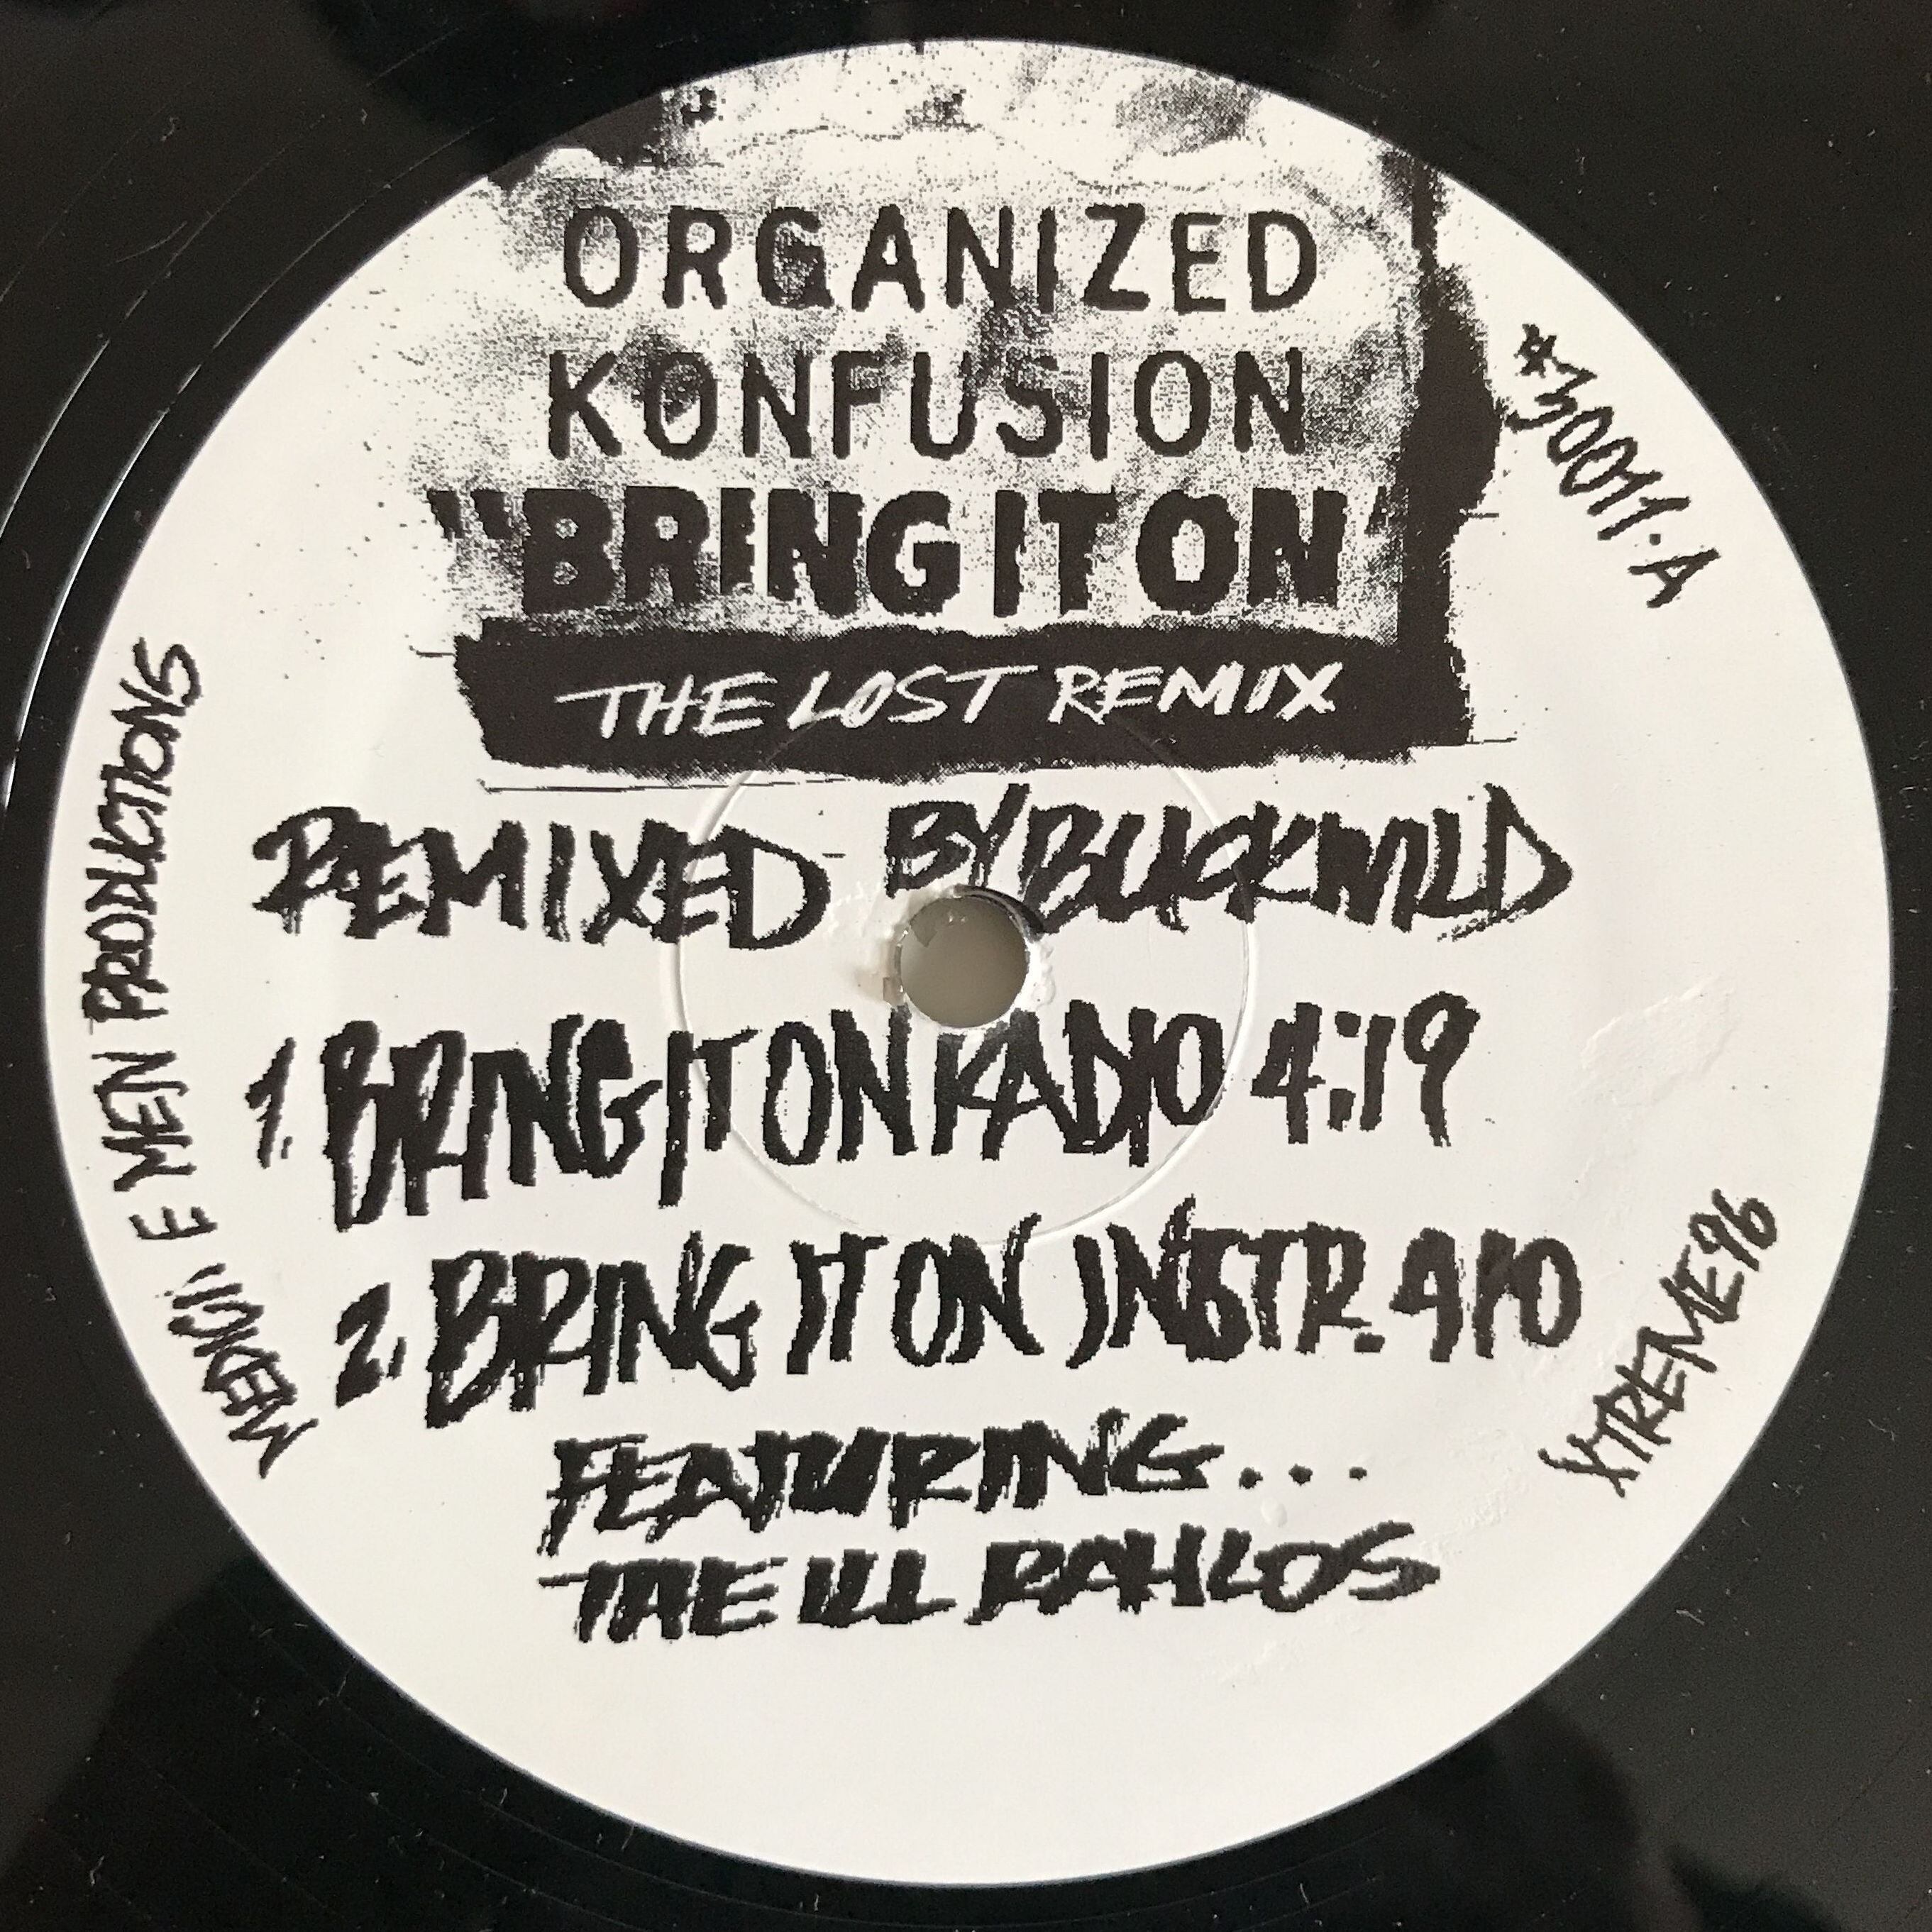 ORGANIZED
KONFUSION
"BRING IT ON"
THE LOST REMIX
#30011·A
REMIXED BY BUCKWILD
1. BRING IT ON RADIO 4:19
2. BRING IT ON INSTR. 4:10
FEATURING...
THE ILL RAHLOS
E MEN PRODUCTIONS
XTREME 96